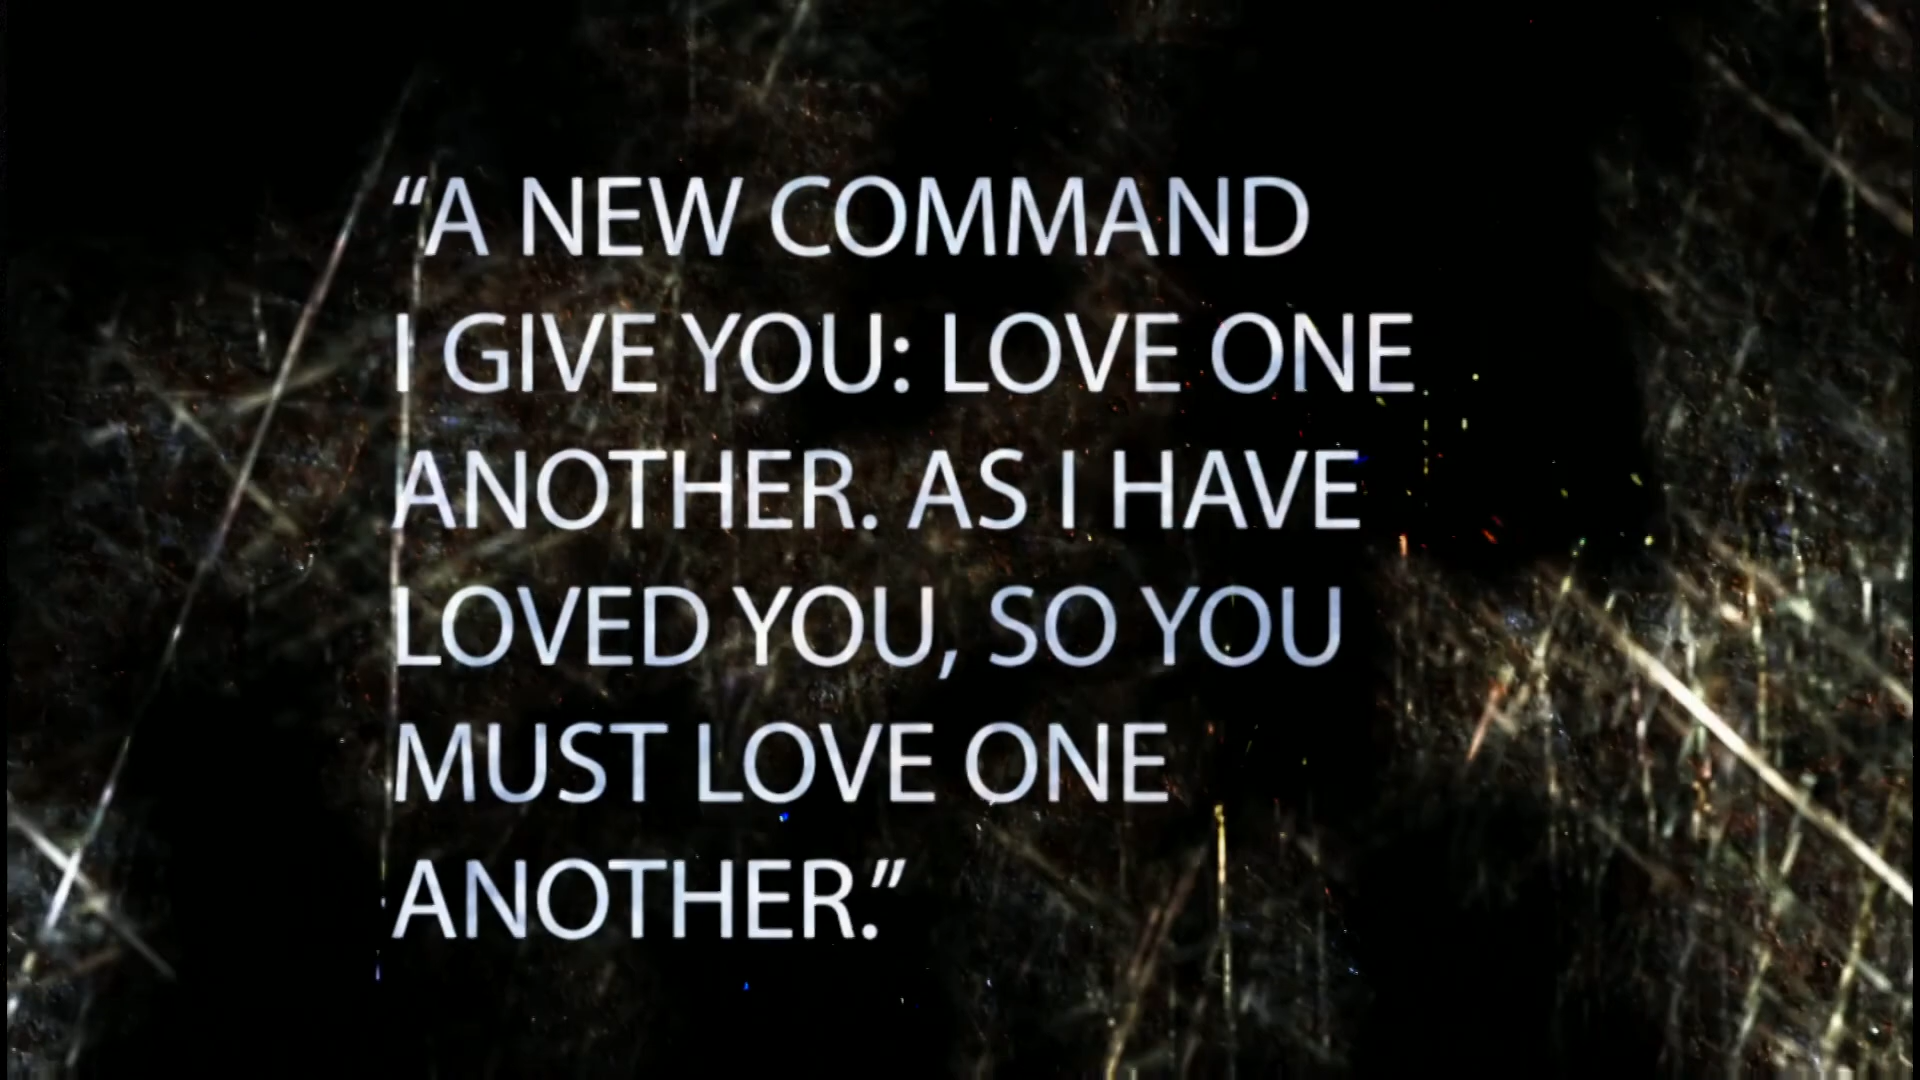 “A NEW COMMAND
I GIVE YOU: LOVE ONE
ANOTHER. AS I HAVE
LOVED YOU, SO YOU
MUST LOVE ONE
ANOTHER.”